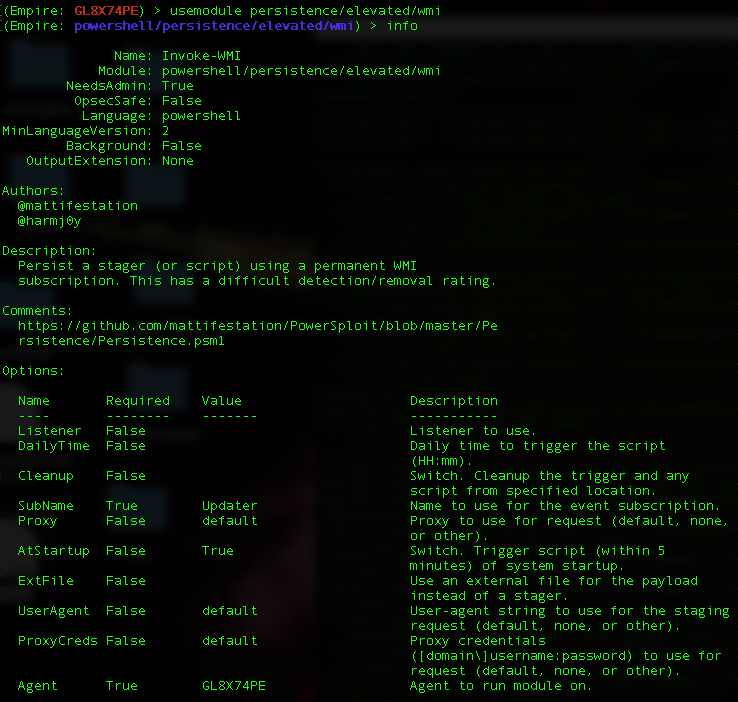 (Empire: GL8X74PE) > usemodule persistence/elevated/wmi
(Empire: powershell/persistence/elevated/wmi) > info
Name: Invoke-WMI
Module: powershell/persistence/elevated/wmi
NeedsAdmin: True
OpsecSafe: False
Language: powershell
MinLanguageVersion: 2
Background: False
OutputExtension: None
Authors:
@mattifestation
@harmj0y
Description:
Persist a stager (or script) using a permanent WMI
subscription. This has a difficult detection/removal rating.
Comments:
https://github.com/mattifestation/PowerSploit/blob/master/Pe
rsistence/Persistence.psm1
Options:
Name Required Value Description
---- -------- ------- -----------
Listener False Listener to use.
DailyTime False Daily time to trigger the script
(HH:mm).
Cleanup False Switch. Cleanup the trigger and any
script from specified location.
SubName True Updater Name to use for the event subscription.
Proxy False default Proxy to use for request (default, none,
or other).
AtStartup False True Switch. Trigger script (within 5
minutes) of system startup.
ExtFile False Use an external file for the payload
instead of a stager.
UserAgent False default User-agent string to use for the staging
request (default, none, or other).
ProxyCreds False default Proxy credentials
([domain\]username:password) to use for
request (default, none, or other).
Agent True GL8X74PE Agent to run module on.